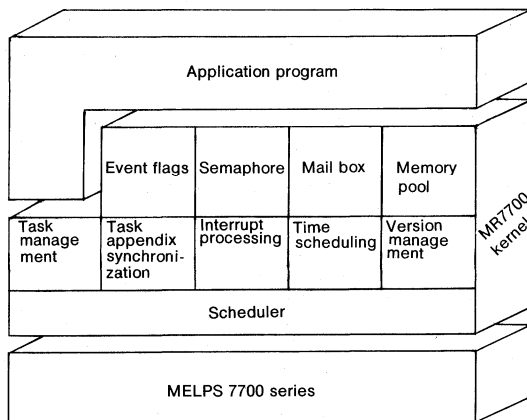 Application program
Event flags
Semaphore
Mail box
Memory
pool
Task
manage
ment
Task
appendix
synchroni-
zation
Interrupt
processing
Time
scheduling
Version
manage
ment
MR7700
kernel
Scheduler
MELPS 7700 series